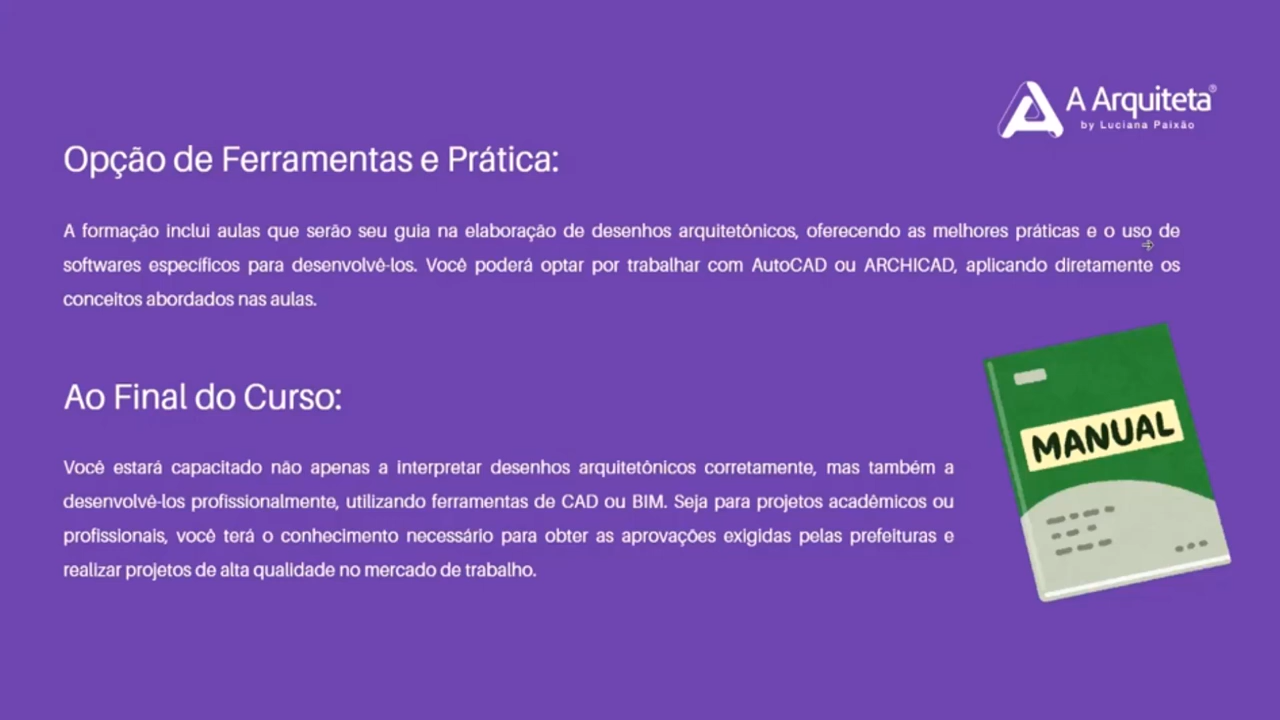 A Arquiteta®
by Luciana Paixão
Opção de Ferramentas e Prática:
A formação inclui aulas que serão seu guia na elaboração de desenhos arquitetônicos, oferecendo as melhores práticas e o uso de
softwares específicos para desenvolvê-los. Você poderá optar por trabalhar com AutoCAD ou ARCHICAD, aplicando diretamente os
conceitos abordados nas aulas.
Ao Final do Curso:
Você estará capacitado não apenas a interpretar desenhos arquitetônicos corretamente, mas também a
desenvolvê-los profissionalmente, utilizando ferramentas de CAD ou BIM. Seja para projetos acadêmicos ou
profissionais, você terá o conhecimento necessário para obter as aprovações exigidas pelas prefeituras e
realizar projetos de alta qualidade no mercado de trabalho.
MANUAL